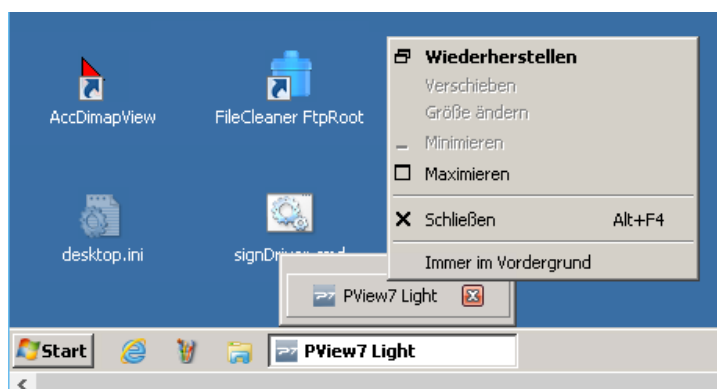 Wiederherstellen
Verschieben
Größe ändern
Minimieren
Maximieren
Schließen Alt+F4
Immer im Vordergrund
AccDimapView
FileCleaner FtpRoot
desktop.ini
PView7 Light
Start
PView7 Light